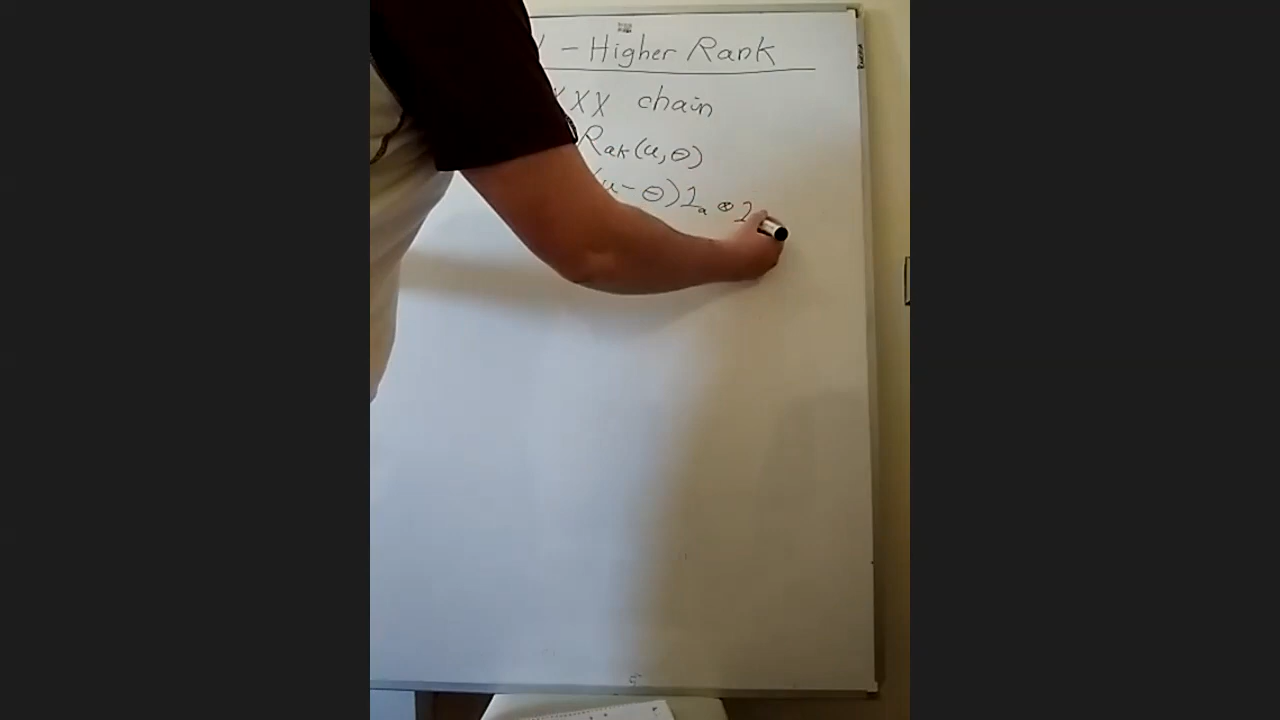 – Higher Rank
XXX chain
Rak(u,θ)
(u-θ)1a ⊗ 1